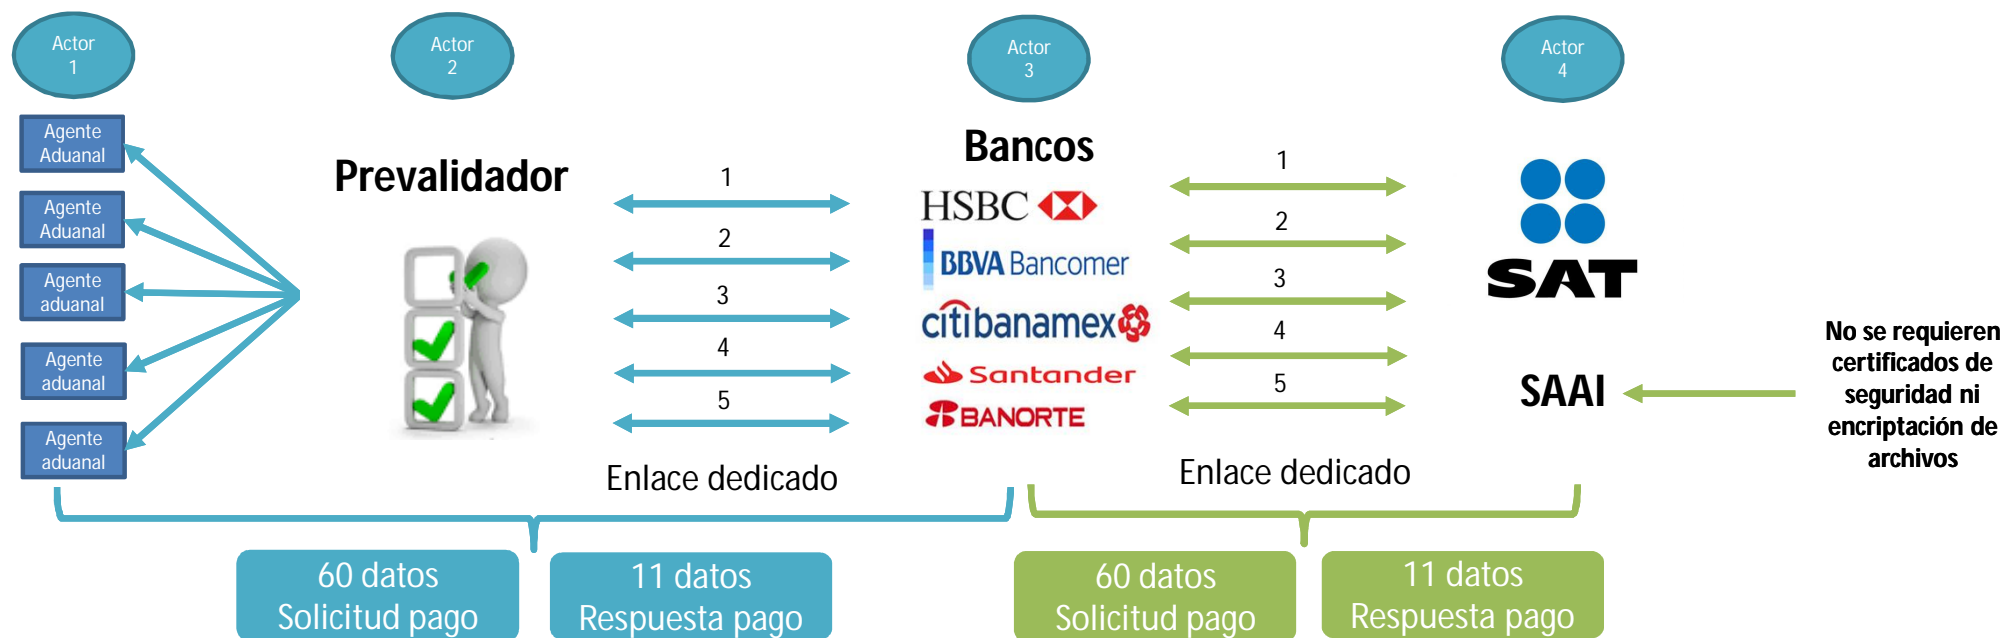 Actor
1
Actor
2
Actor
3
Actor
4
Agente
Aduanal
Agente
Aduanal
Agente
aduanal
Agente
aduanal
Agente
aduanal
Prevalidador
1
2
3
4
5
Enlace dedicado
Bancos
HSBC
BBVA Bancomer
citibanamex
Santander
BANORTE
1
2
3
4
5
Enlace dedicado
SAT
SAAI
No se requieren
certificados de
seguridad ni
encriptación de
archivos
60 datos
Solicitud pago
11 datos
Respuesta pago
60 datos
Solicitud pago
11 datos
Respuesta pago